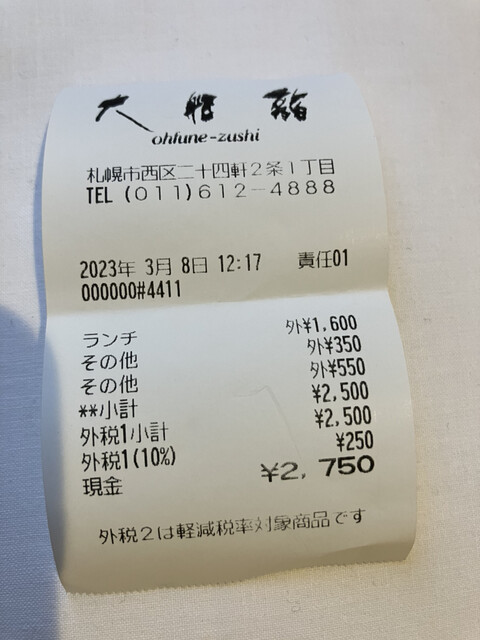 大船鮨
ohfune-zushi
札幌市西区二十四軒２条１丁目
TEL (０１１)６１２－４８８８
2023年 3月 8日 12:17 責任01
000000#4411
ランチ 外¥1,600
その他 外¥350
その他 外¥550
**小計 ¥2,500
外税1小計 ¥2,500
外税1(10%) ¥250
現金 ¥2,750
外税２は軽減税率対象商品です